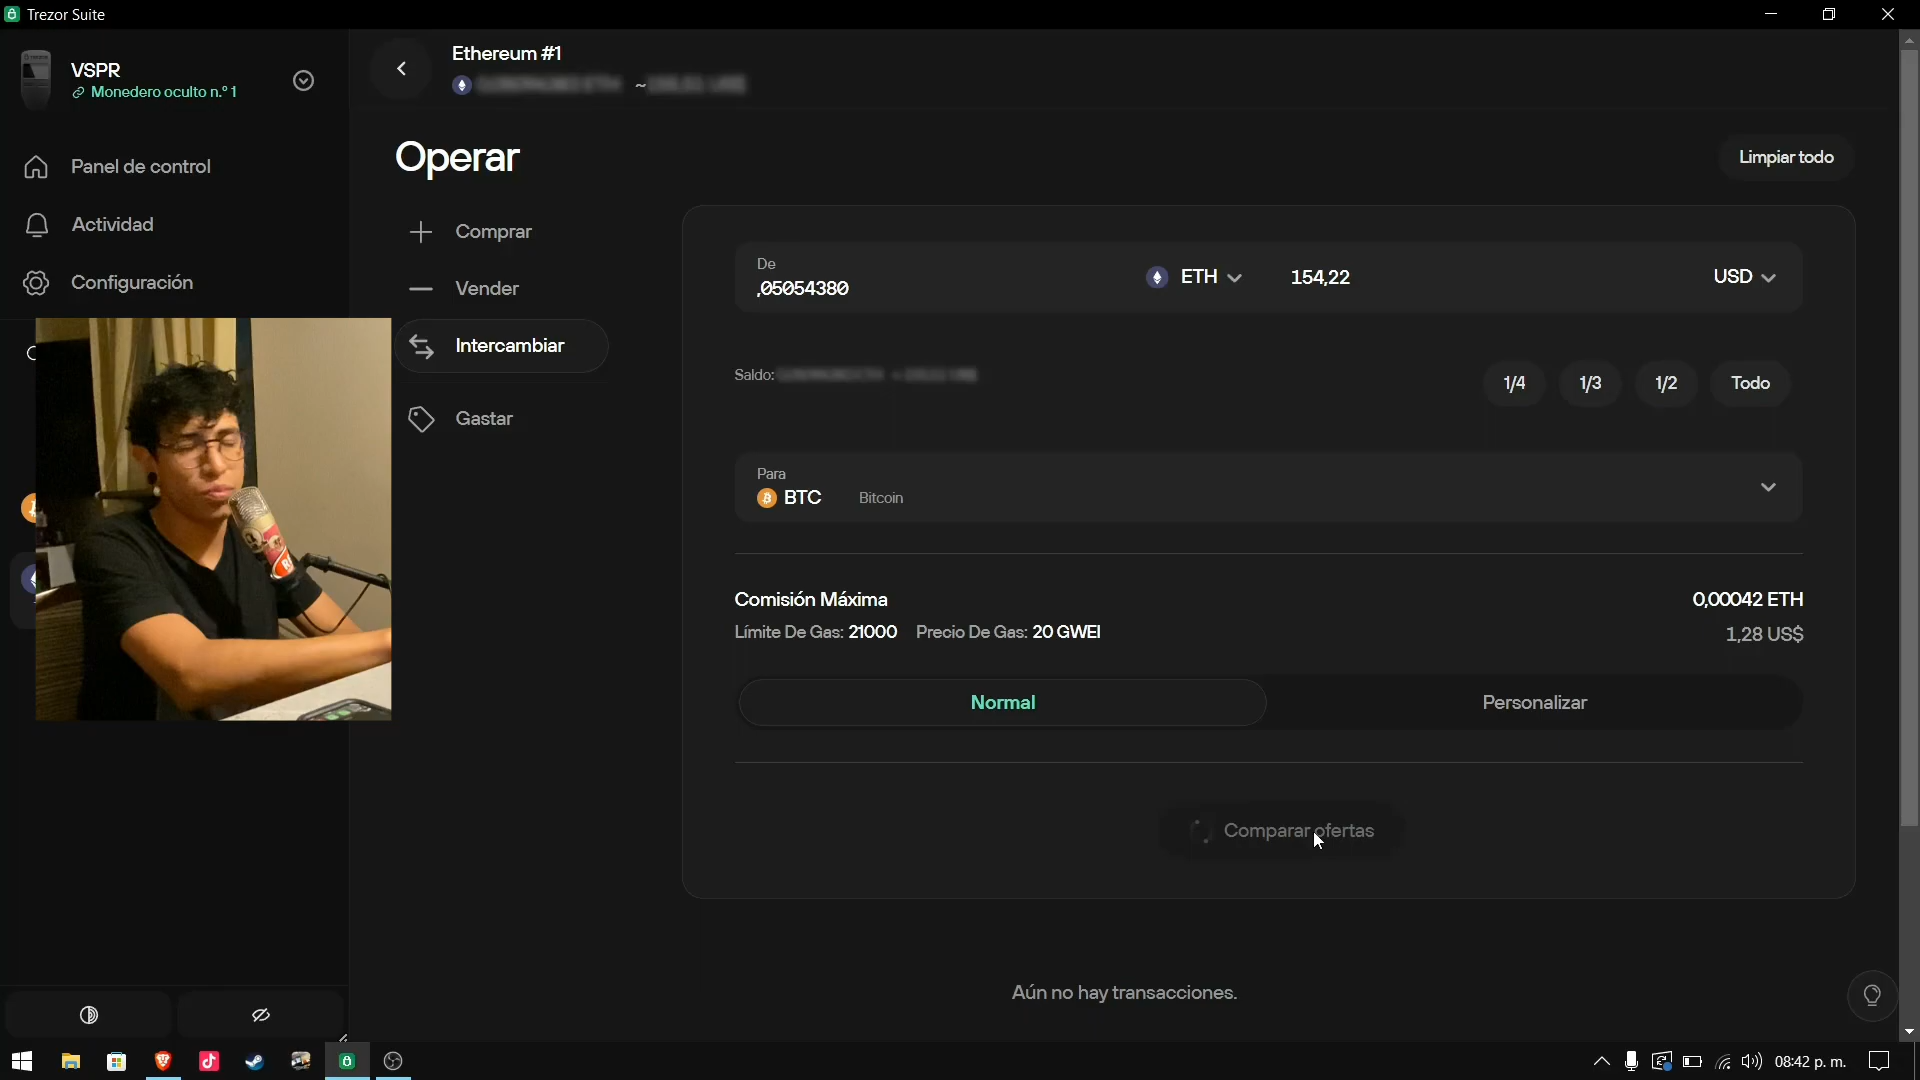 Trezor Suite
VSPR
Monedero oculto n.º 1
Ethereum #1
~
Panel de control
Actividad
Configuración
Operar
Limpiar todo
Comprar
Vender
Intercambiar
Gastar
De
,05054380
ETH
154,22
USD
Saldo:
1/4
1/3
1/2
Todo
Para
BTC
Bitcoin
Comisión Máxima
0,00042 ETH
Límite De Gas: 21000 Precio De Gas: 20 GWEI
1,28 US$
Normal
Personalizar
Comparar ofertas
Aún no hay transacciones.
08:42 p. m.